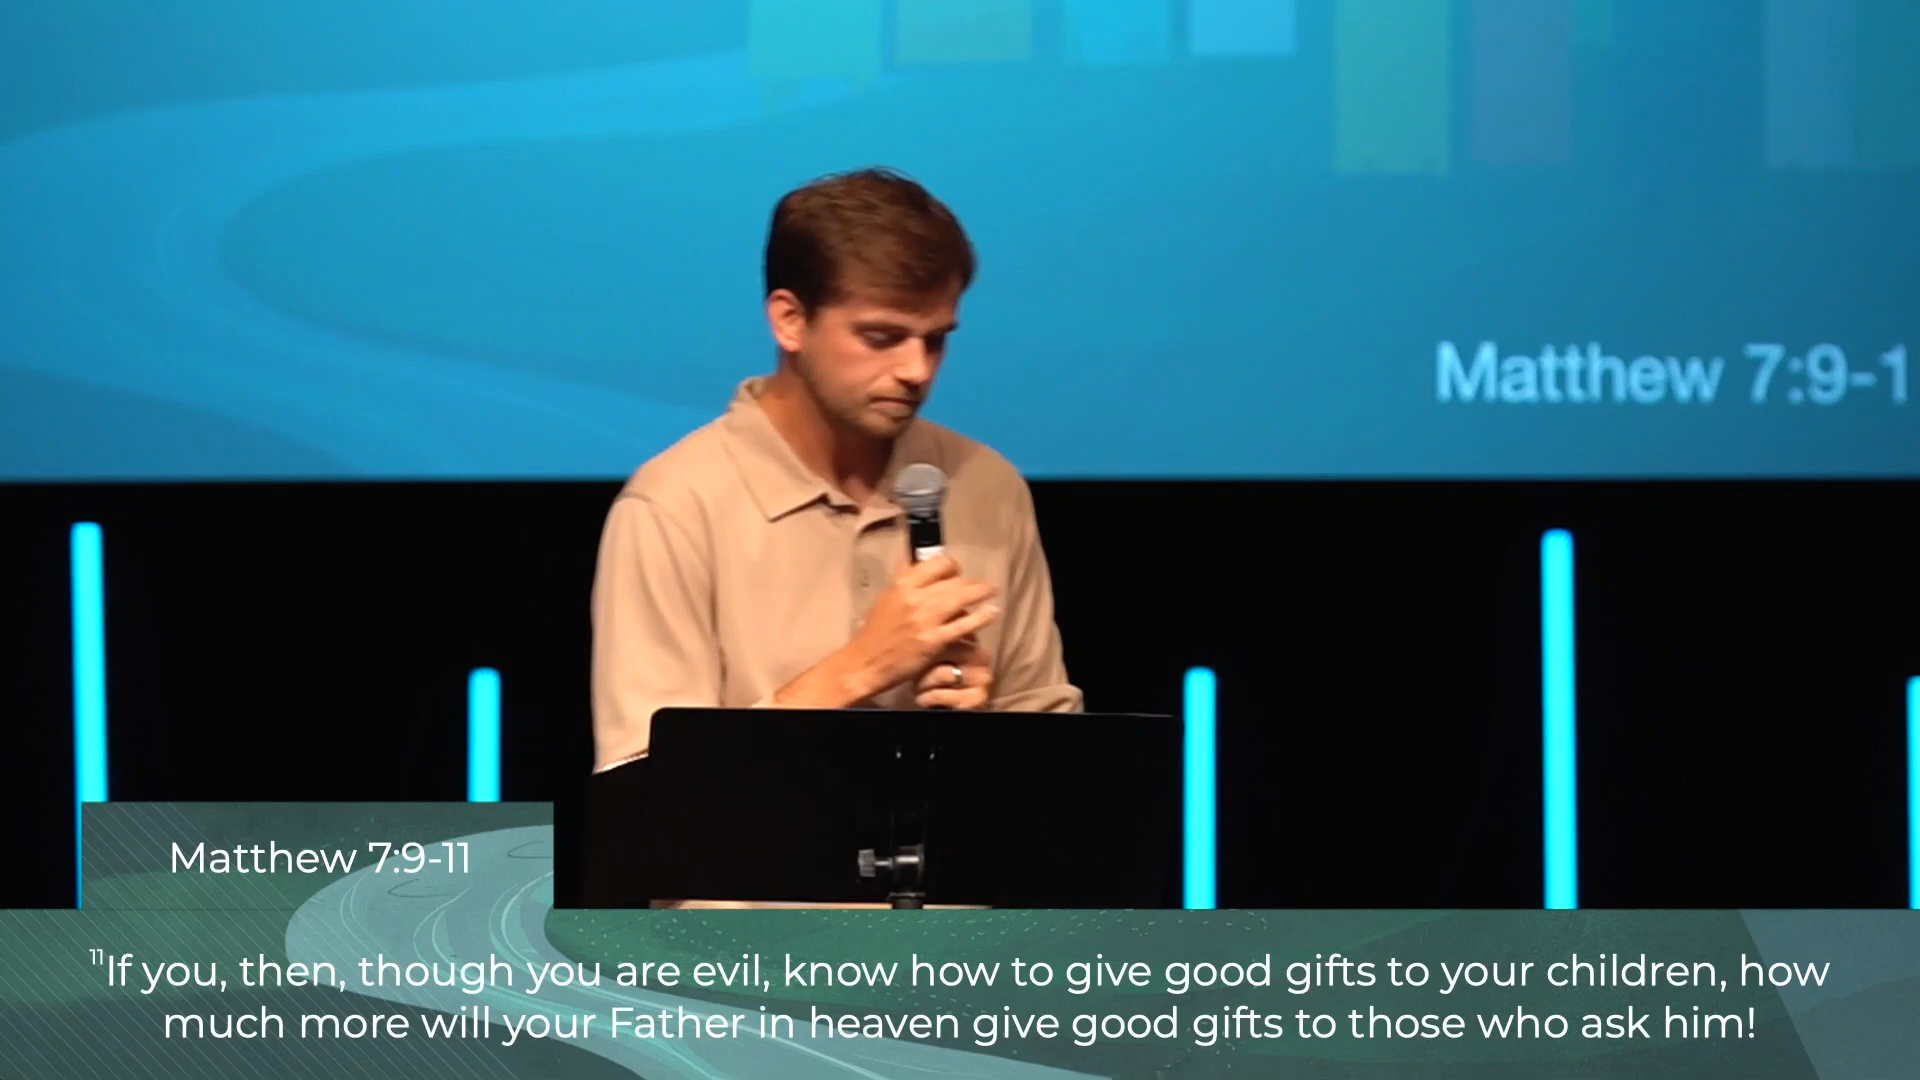 Matthew 7:9-1
Matthew 7:9-11
¹¹If you, then, though you are evil, know how to give good gifts to your children, how
much more will your Father in heaven give good gifts to those who ask him!